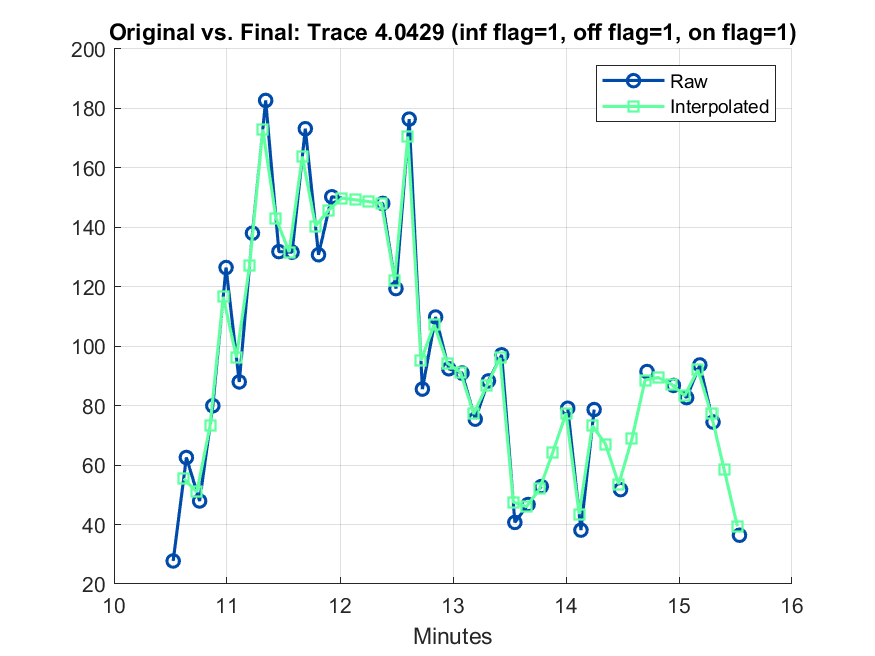 Original vs. Final: Trace 4.0429 (inf flag=1, off flag=1, on flag=1)
200
180
160
140
120
100
80
60
40
20
Raw
Interpolated
10 11 12 13 14 15 16
Minutes